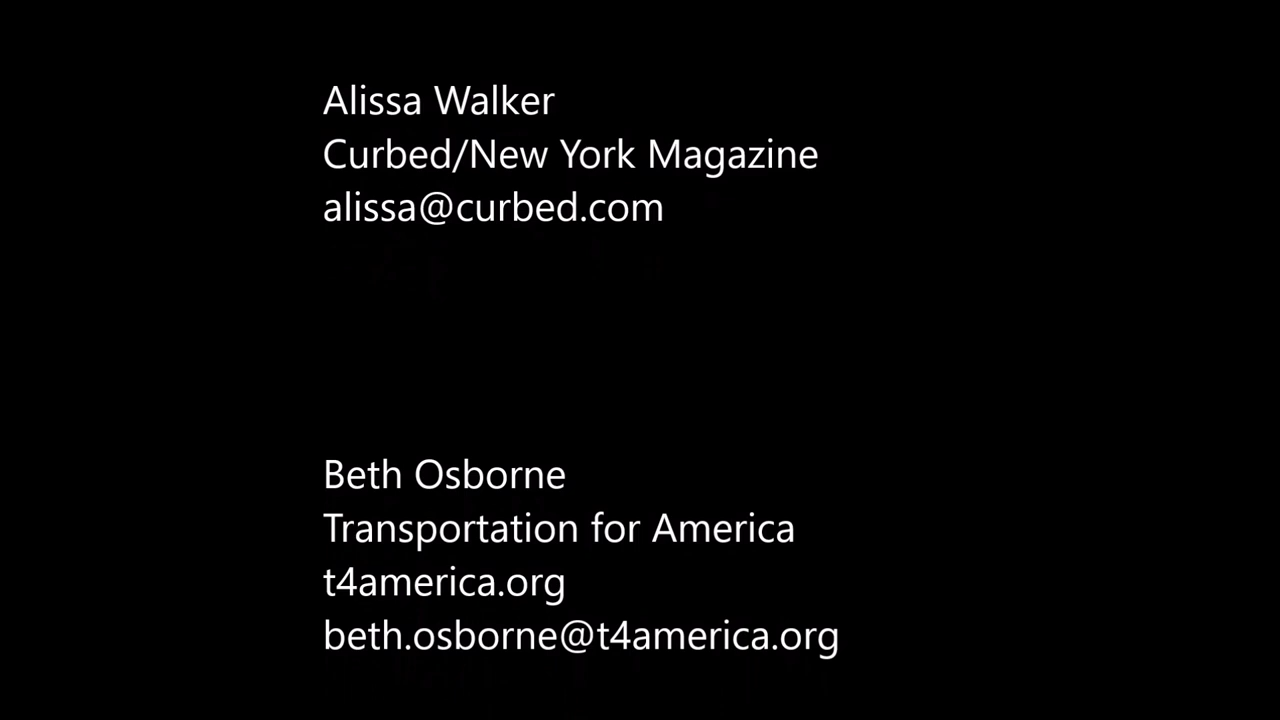 Alissa Walker
Curbed/New York Magazine
alissa@curbed.com
Beth Osborne
Transportation for America
t4america.org
beth.osborne@t4america.org